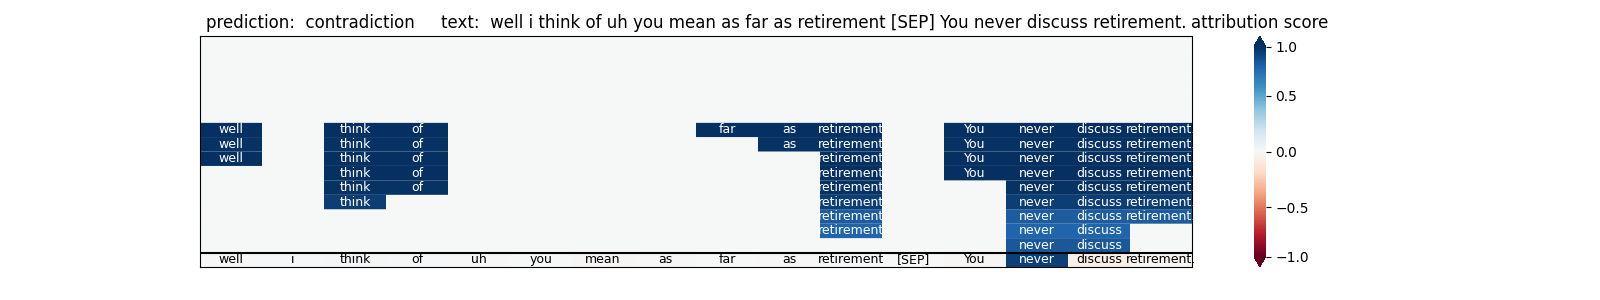 prediction:  contradiction     text:  well i think of uh you mean as far as retirement [SEP] You never discuss retirement. attribution score
well think of far as retirement You never discuss retirement. 1.0
well think of as retirement You never discuss retirement.
well think of retirement You never discuss retirement.
think of retirement You never discuss retirement.
think of retirement never discuss retirement.
think retirement never discuss retirement.
retirement never discuss retirement.
retirement never discuss
never discuss
well i think of uh you mean as far as retirement [SEP] You never discuss retirement.
0.5
0.0
−0.5
−1.0